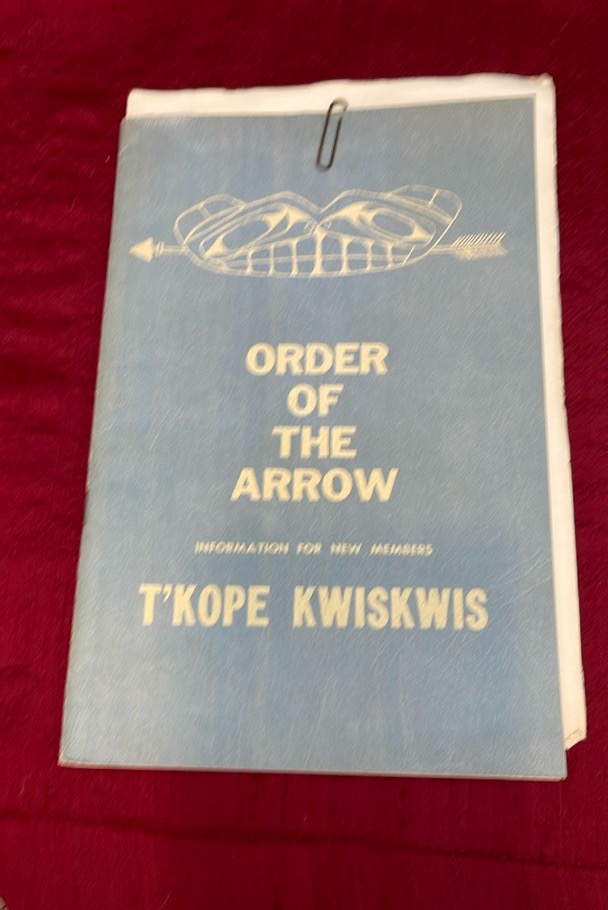 ORDER
OF
THE
ARROW
INFORMATION FOR NEW MEMBERS
T'KOPE KWISKWIS